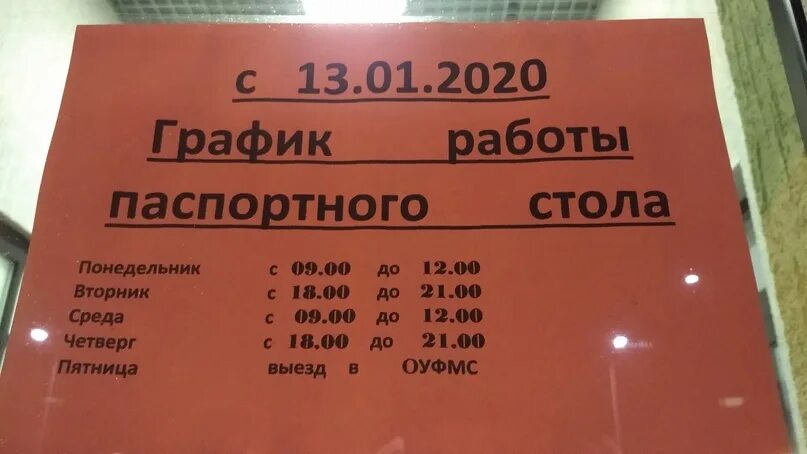 с 13.01.2020
График работы
паспортного стола
Понедельник с 09.00 до 12.00
Вторник с 18.00 до 21.00
Среда с 09.00 до 12.00
Четверг с 18.00 до 21.00
Пятница выезд в ОУФМС